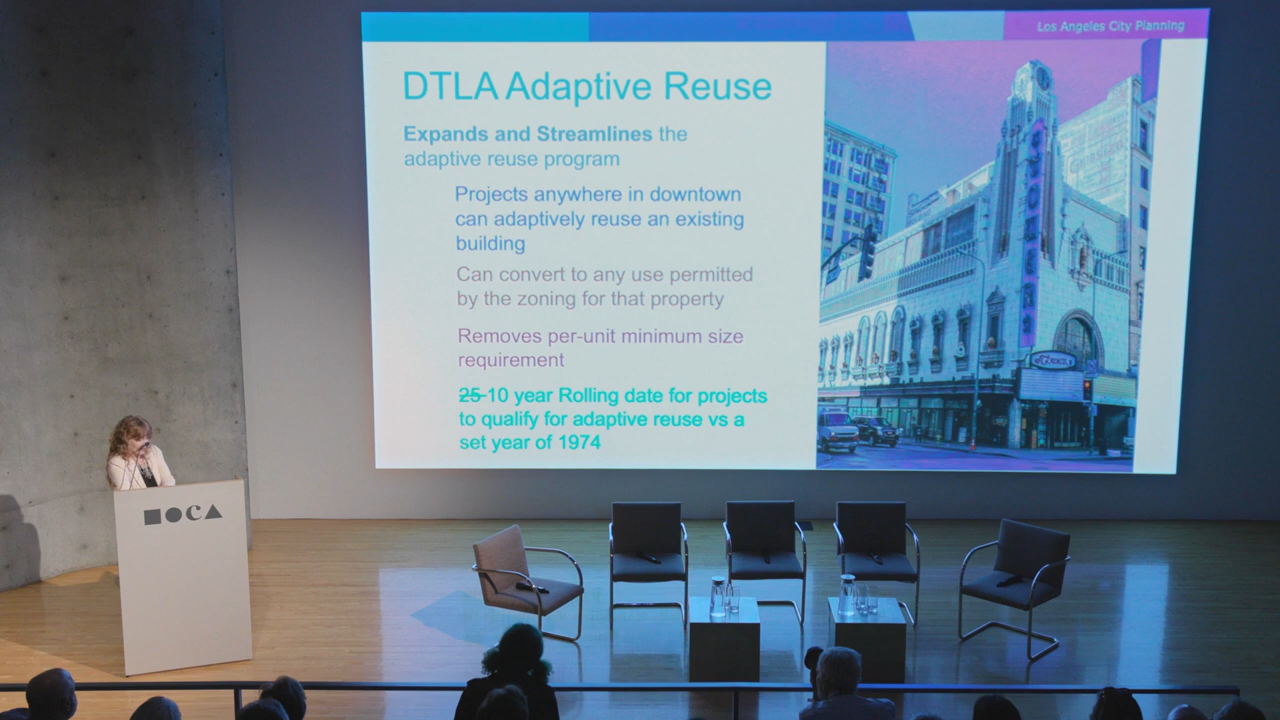 Los Angeles City Planning
DTLA Adaptive Reuse
Expands and Streamlines the
adaptive reuse program
Projects anywhere in downtown
can adaptively reuse an existing
building
Can convert to any use permitted
by the zoning for that property
Removes per-unit minimum size
requirement
25 10 year Rolling date for projects
to qualify for adaptive reuse vs a
set year of 1974
MOCA